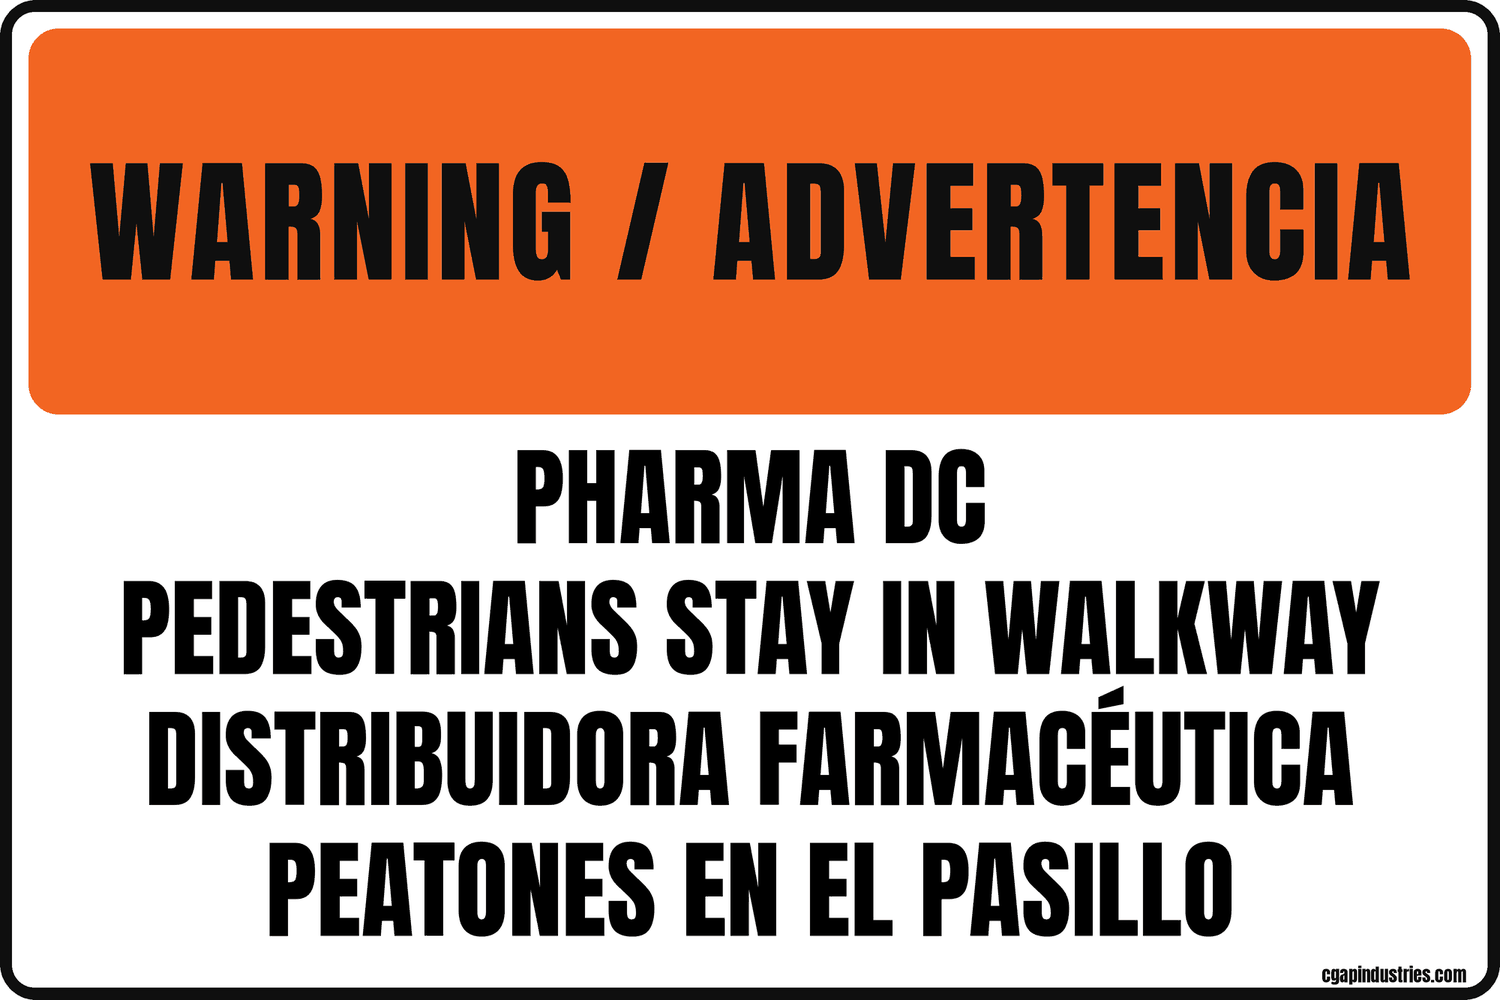 WARNING / ADVERTENCIA
PHARMA DC
PEDESTRIANS STAY IN WALKWAY
DISTRIBUIDORA FARMACÉUTICA
PEATONES EN EL PASILLO
cgapindustries.com